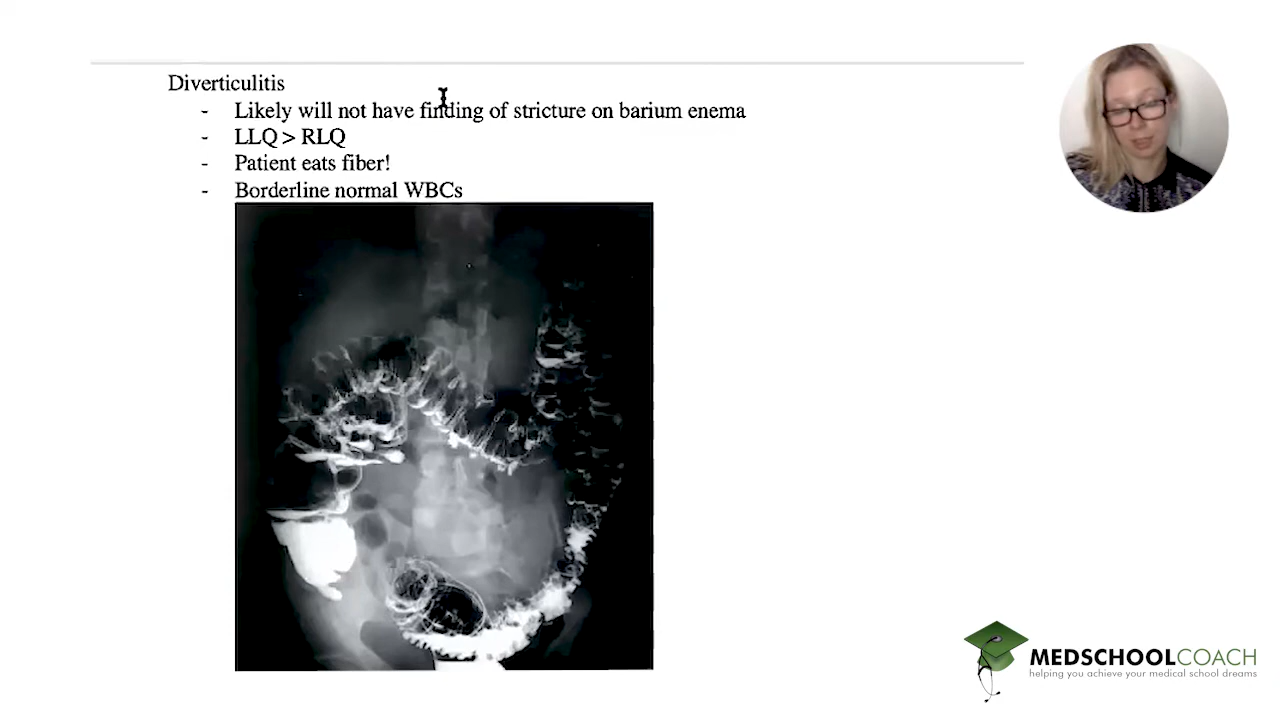 Diverticulitis
- Likely will not have finding of stricture on barium enema
- LLQ > RLQ
- Patient eats fiber!
- Borderline normal WBCs
MEDSCHOOLCOACH
helping you achieve your medical school dreams